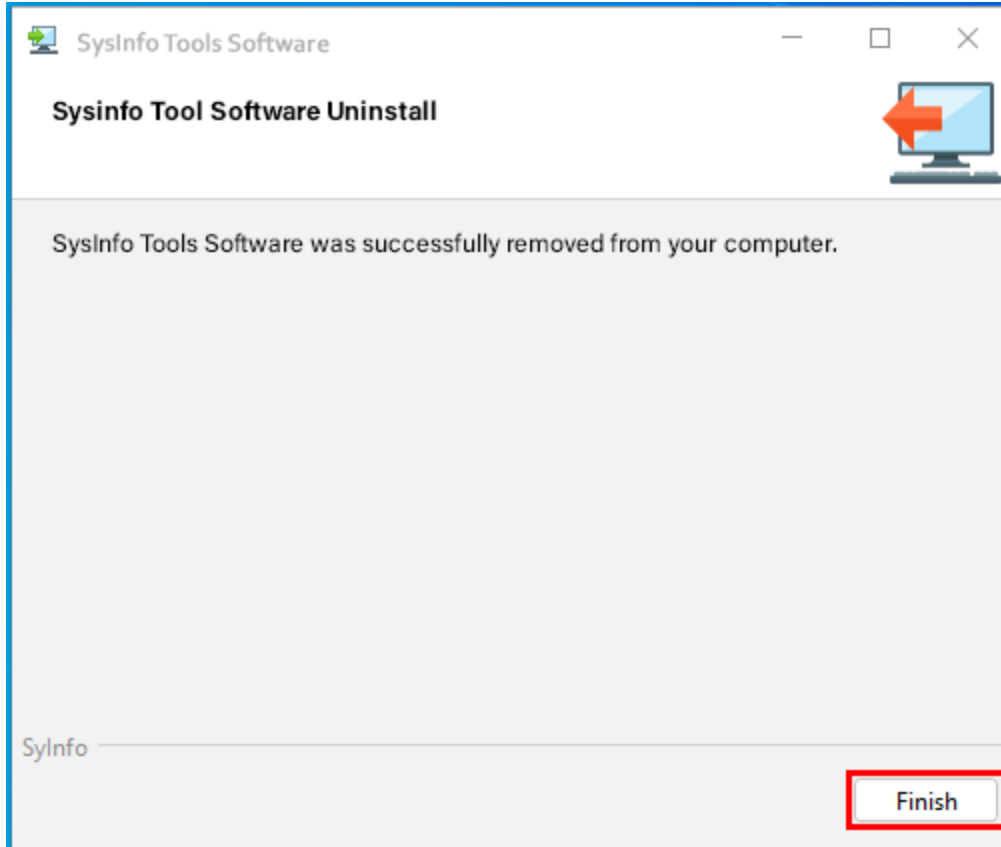 SysInfo Tools Software
Sysinfo Tool Software Uninstall
SysInfo Tools Software was successfully removed from your computer.
SyInfo
Finish